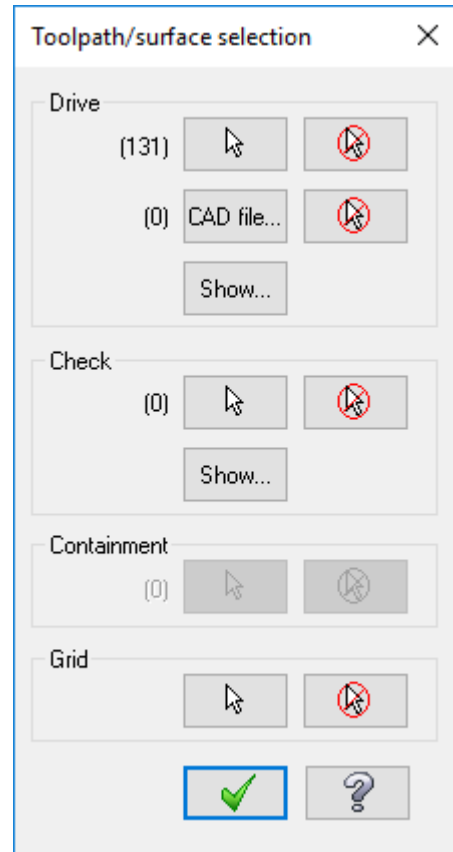 Toolpath/surface selection
Drive
(131)
(0) CAD file...
Show...
Check
(0)
Show...
Containment
(0)
Grid